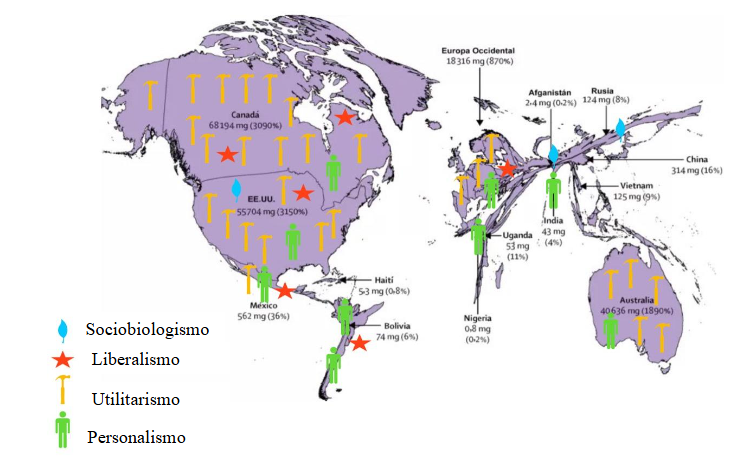 Europa Occidental
18 316 mg (870%)
Afganistán
2·4 mg (0·2%)
Rusia
124 mg (8%)
Canadá
68 194 mg (3090%)
China
314 mg (16%)
Vietnam
125 mg (9%)
EE.UU.
55704 mg (3150%)
India
43 mg
(4%)
Uganda
53 mg
(11%)
Haití
5·3 mg (0·8%)
México
562 mg (36%)
Nigeria
0,8 mg
(0·2%)
Australia
40 636 mg (1890%)
Bolivia
74 mg (6%)
Sociobiologismo
Liberalismo
Utilitarismo
Personalismo